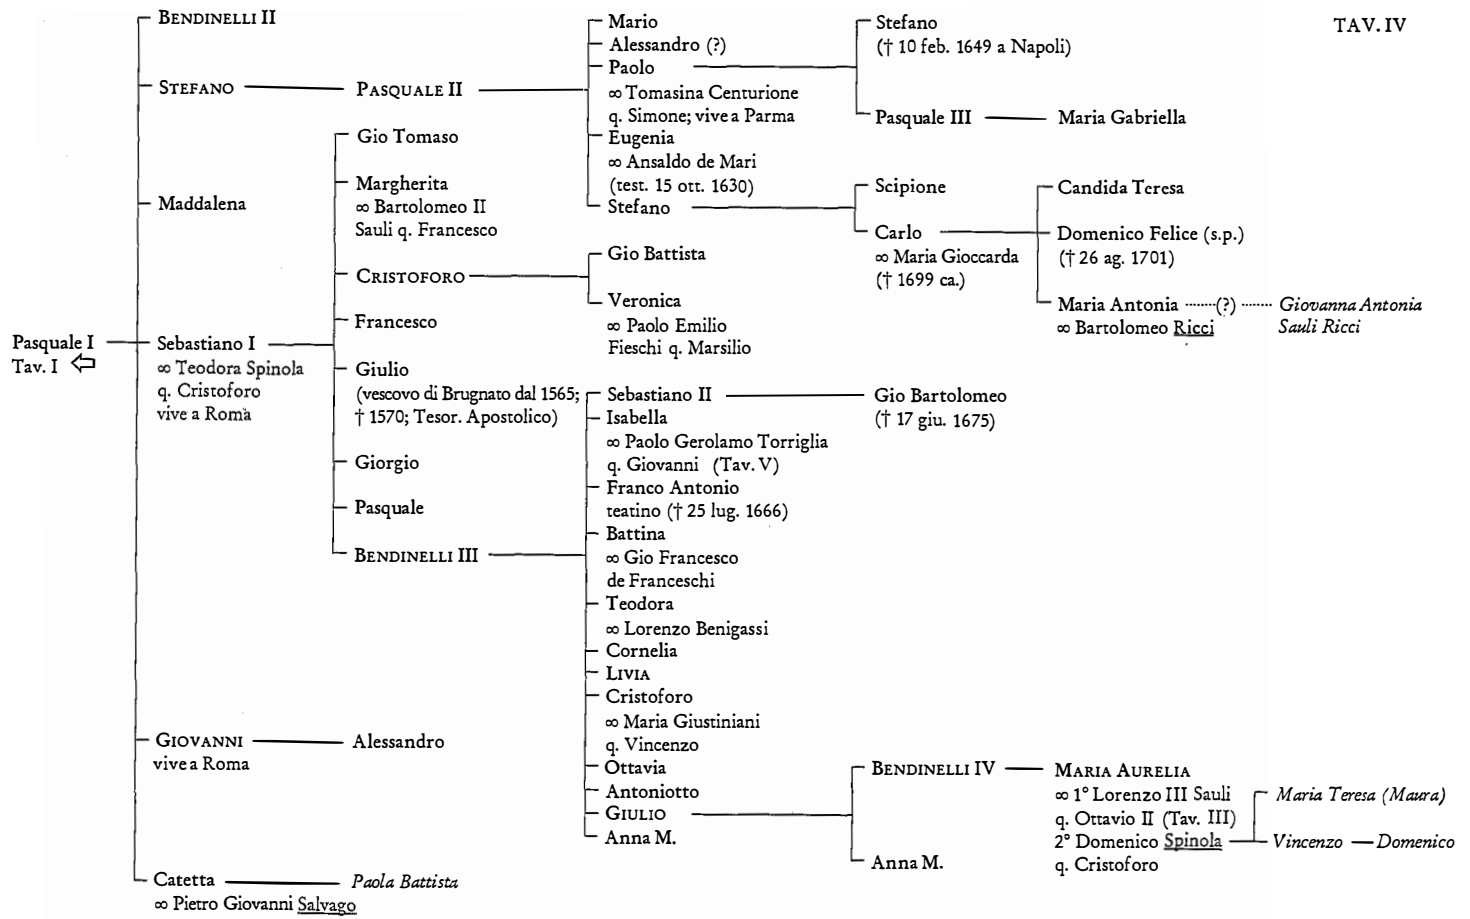 TAV. IV
Pasquale I
Tav. I
BENDINELLI II
STEFANO
Maddalena
Sebastiano I
∞ Teodora Spinola
q. Cristoforo
vive a Roma
GIOVANNI
vive a Roma
Catetta
∞ Pietro Giovanni Salvago
PASQUALE II
Gio Tomaso
Margherita
∞ Bartolomeo II
Sauli q. Francesco
CRISTOFORO
Francesco
Giulio
(vescovo di Brugnato dal 1565;
† 1570; Tesor. Apostolico)
Giorgio
Pasquale
BENDINELLI III
Alessandro
Paola Battista
Mario
Alessandro (?)
Paolo
∞ Tomasina Centurione
q. Simone; vive a Parma
Eugenia
∞ Ansaldo de Mari
(test. 15 ott. 1630)
Stefano
Gio Battista
Veronica
∞ Paolo Emilio
Fieschi q. Marsilio
Sebastiano II
Isabella
∞ Paolo Gerolamo Torriglia
q. Giovanni (Tav. V)
Franco Antonio
teatino († 25 lug. 1666)
Battina
∞ Gio Francesco
de Franceschi
Teodora
∞ Lorenzo Benigassi
Cornelia
LIVIA
Cristoforo
∞ Maria Giustiniani
q. Vincenzo
Ottavia
Antoniotto
GIULIO
Anna M.
Stefano
(† 10 feb. 1649 a Napoli)
Pasquale III
Scipione
Carlo
∞ Maria Gioccarda
(† 1699 ca.)
Gio Bartolomeo
(† 17 giu. 1675)
BENDINELLI IV
Anna M.
Maria Gabriella
Candida Teresa
Domenico Felice (s.p.)
(† 26 ag. 1701)
Maria Antonia ·······(?) ·······
∞ Bartolomeo Ricci
MARIA AURELIA
∞ 1° Lorenzo III Sauli
q. Ottavio II (Tav. III)
2° Domenico Spinola
q. Cristoforo
Giovanna Antonia
Sauli Ricci
Maria Teresa (Maura)
Vincenzo — Domenico